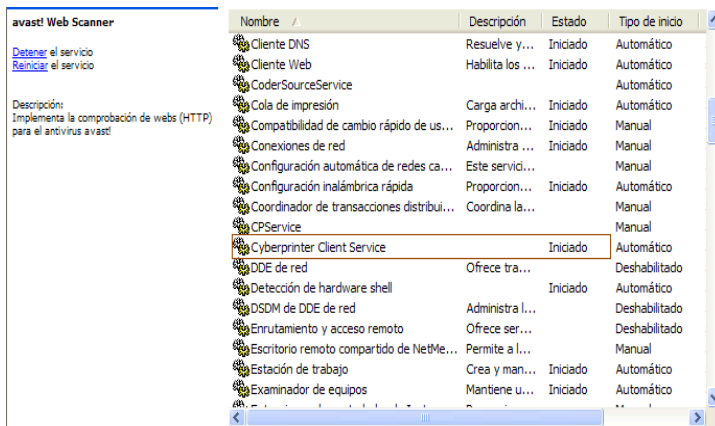 avast! Web Scanner
Detener el servicio
Reiniciar el servicio
Descripción:
Implementa la comprobación de webs (HTTP)
para el antivirus avast!
Nombre Descripción Estado Tipo de inicio
Cliente DNS Resuelve y... Iniciado Automático
Cliente Web Habilita los ... Iniciado Automático
CoderSourceService Automático
Cola de impresión Carga archi... Iniciado Automático
Compatibilidad de cambio rápido de us... Proporcion... Iniciado Manual
Conexiones de red Administra ... Iniciado Manual
Configuración automática de redes ca... Este servici... Manual
Configuración inalámbrica rápida Proporcion... Iniciado Automático
Coordinador de transacciones distribui... Coordina la... Manual
CPService Manual
Cyberprinter Client Service Iniciado Automático
DDE de red Ofrece tra... Deshabilitado
Detección de hardware shell Iniciado Automático
DSDM de DDE de red Administra l... Deshabilitado
Enrutamiento y acceso remoto Ofrece ser... Deshabilitado
Escritorio remoto compartido de NetMe... Permite a l... Manual
Estación de trabajo Crea y man... Iniciado Automático
Examinador de equipos Mantiene u... Iniciado Automático